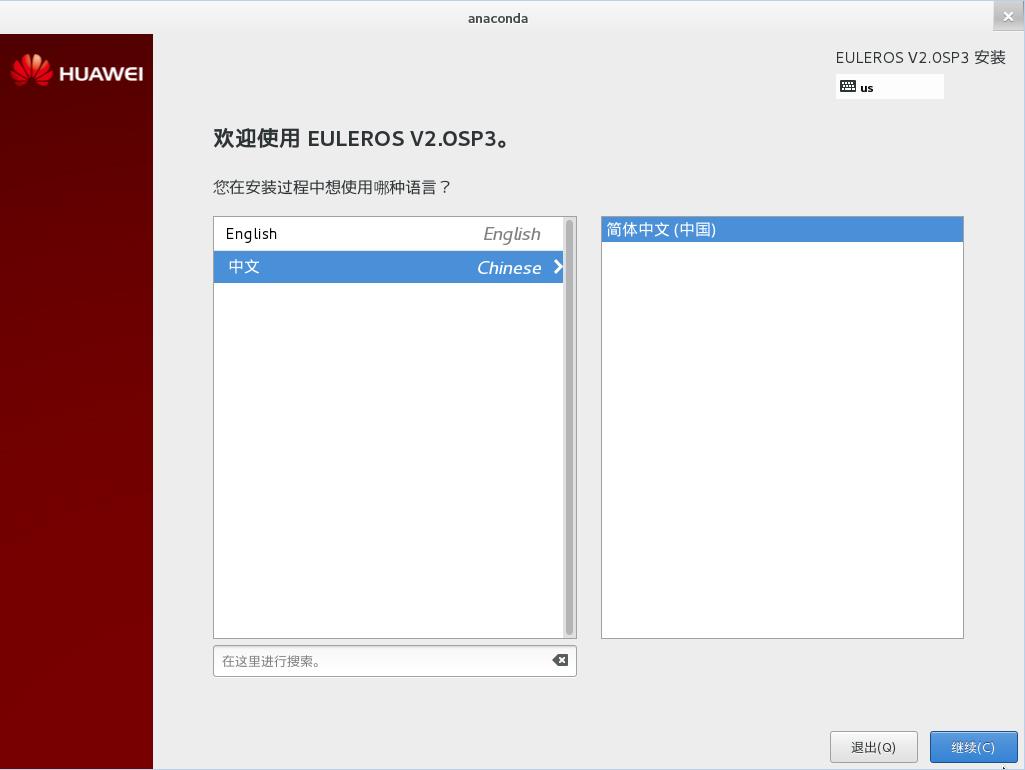 anaconda
HUAWEI
EULEROS V2.0SP3 安装
us
欢迎使用 EULEROS V2.0SP3。
您在安装过程中想使用哪种语言？
English English
中文 Chinese
简体中文 (中国)
在这里进行搜索。
退出(Q) 继续(C)